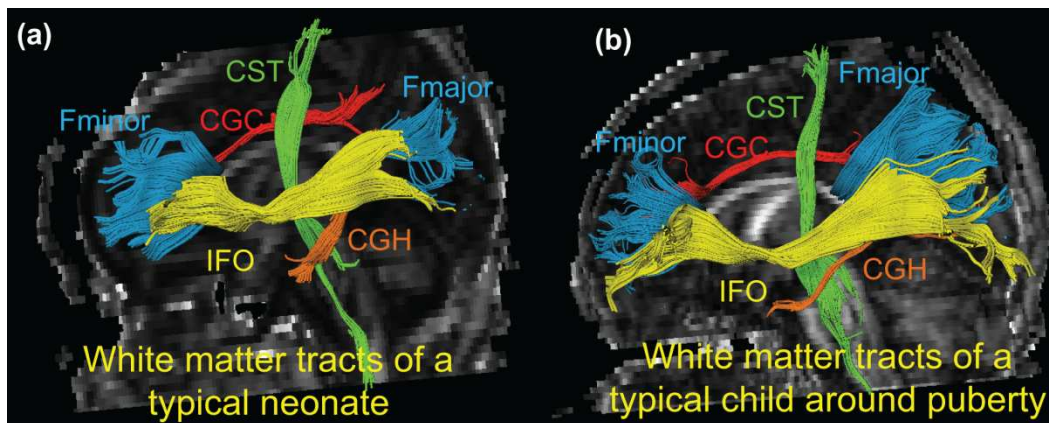 (a)
CST
Fmajor
CGC
Fminor
CGH
IFO
White matter tracts of a
typical neonate
(b)
Fmajor
CST
Fminor
CGC
CGH
IFO
White matter tracts of a
typical child around puberty